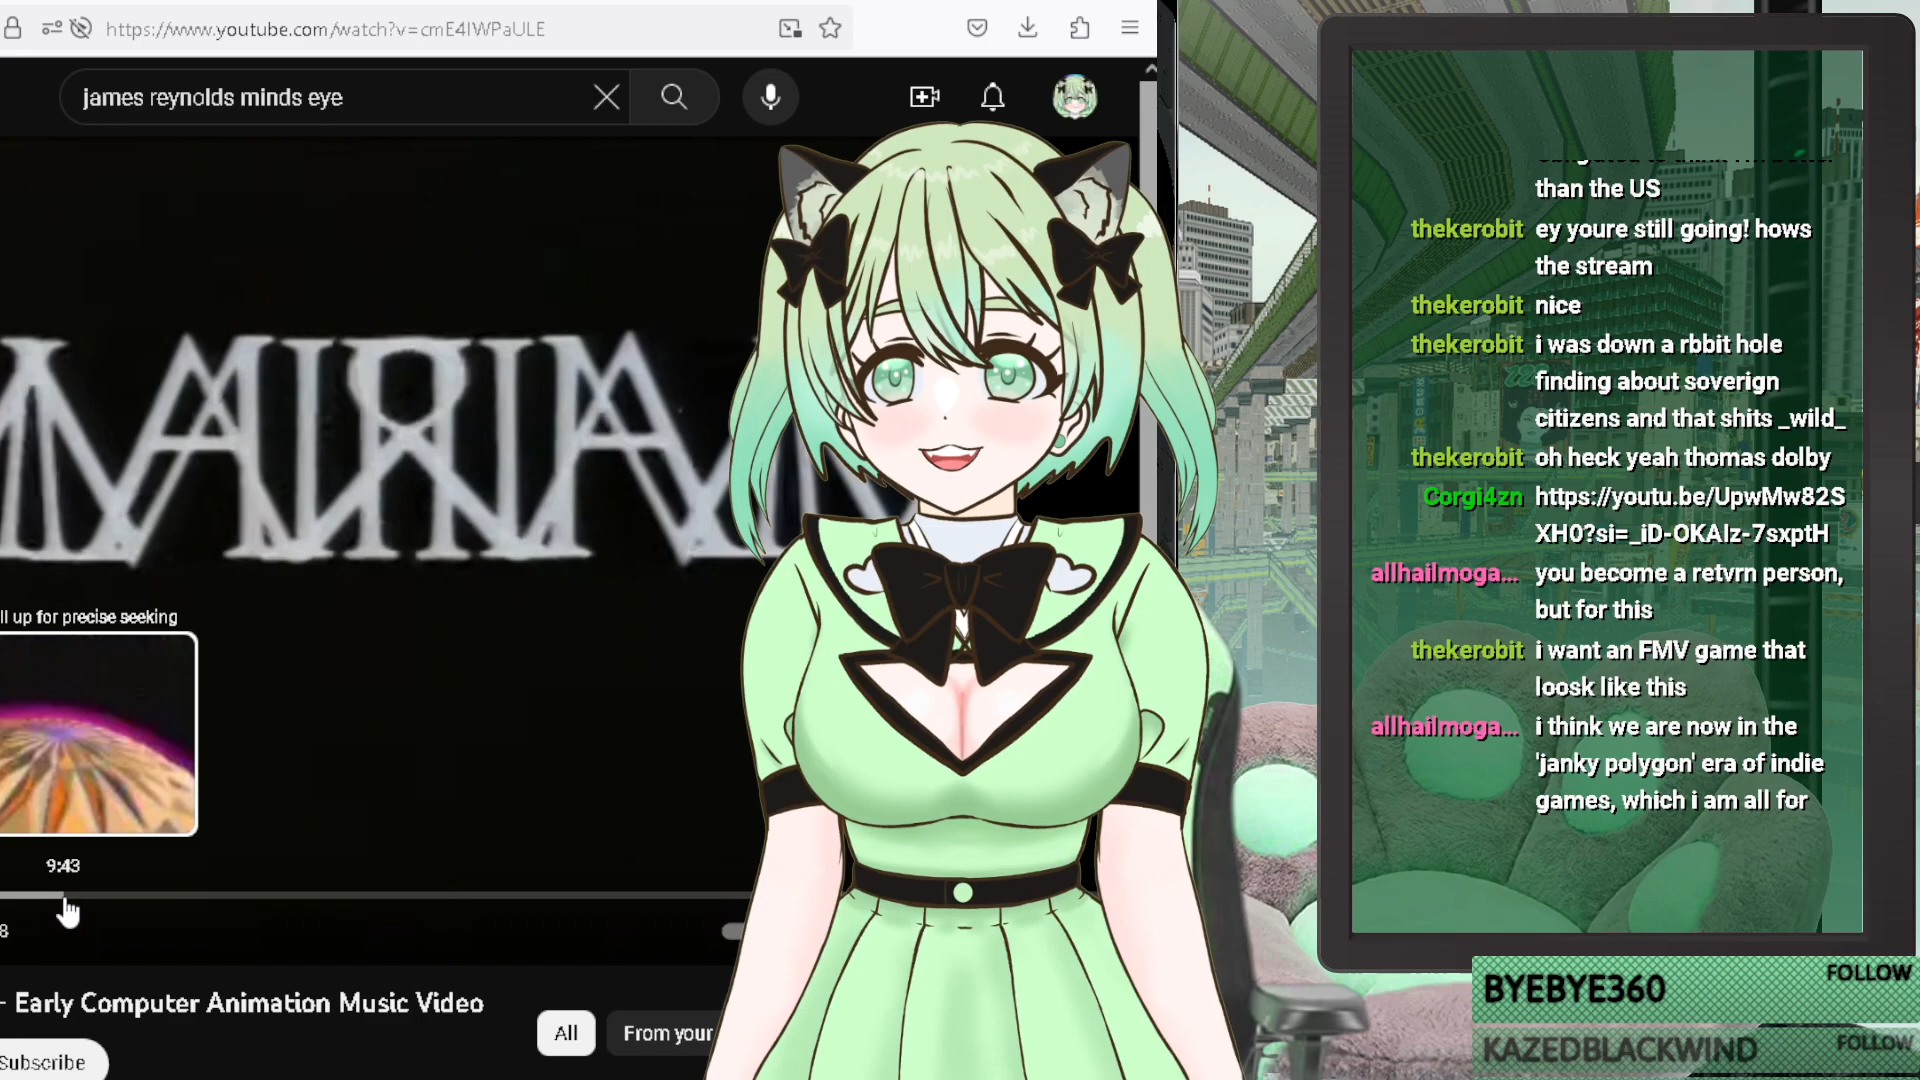 https://www.youtube.com/watch?v=cmE4IWPaULE
james reynolds minds eye
ll up for precise seeking
9:43
8
- Early Computer Animation Music Video
All
From your
Subscribe
than the US
thekerobit ey youre still going! hows
the stream
thekerobit nice
thekerobit i was down a rbbit hole
finding about soverign
citizens and that shits _wild_
thekerobit oh heck yeah thomas dolby
Corgi4zn https://youtu.be/UpwMw82S
XH0?si=_iD-OKAIz-7sxptH
allhailmoga... you become a retvrn person,
but for this
thekerobit i want an FMV game that
loosk like this
allhailmoga... i think we are now in the
'janky polygon' era of indie
games, which i am all for
BYEBYE360 FOLLOW
KAZEDBLACKWIND FOLLOW